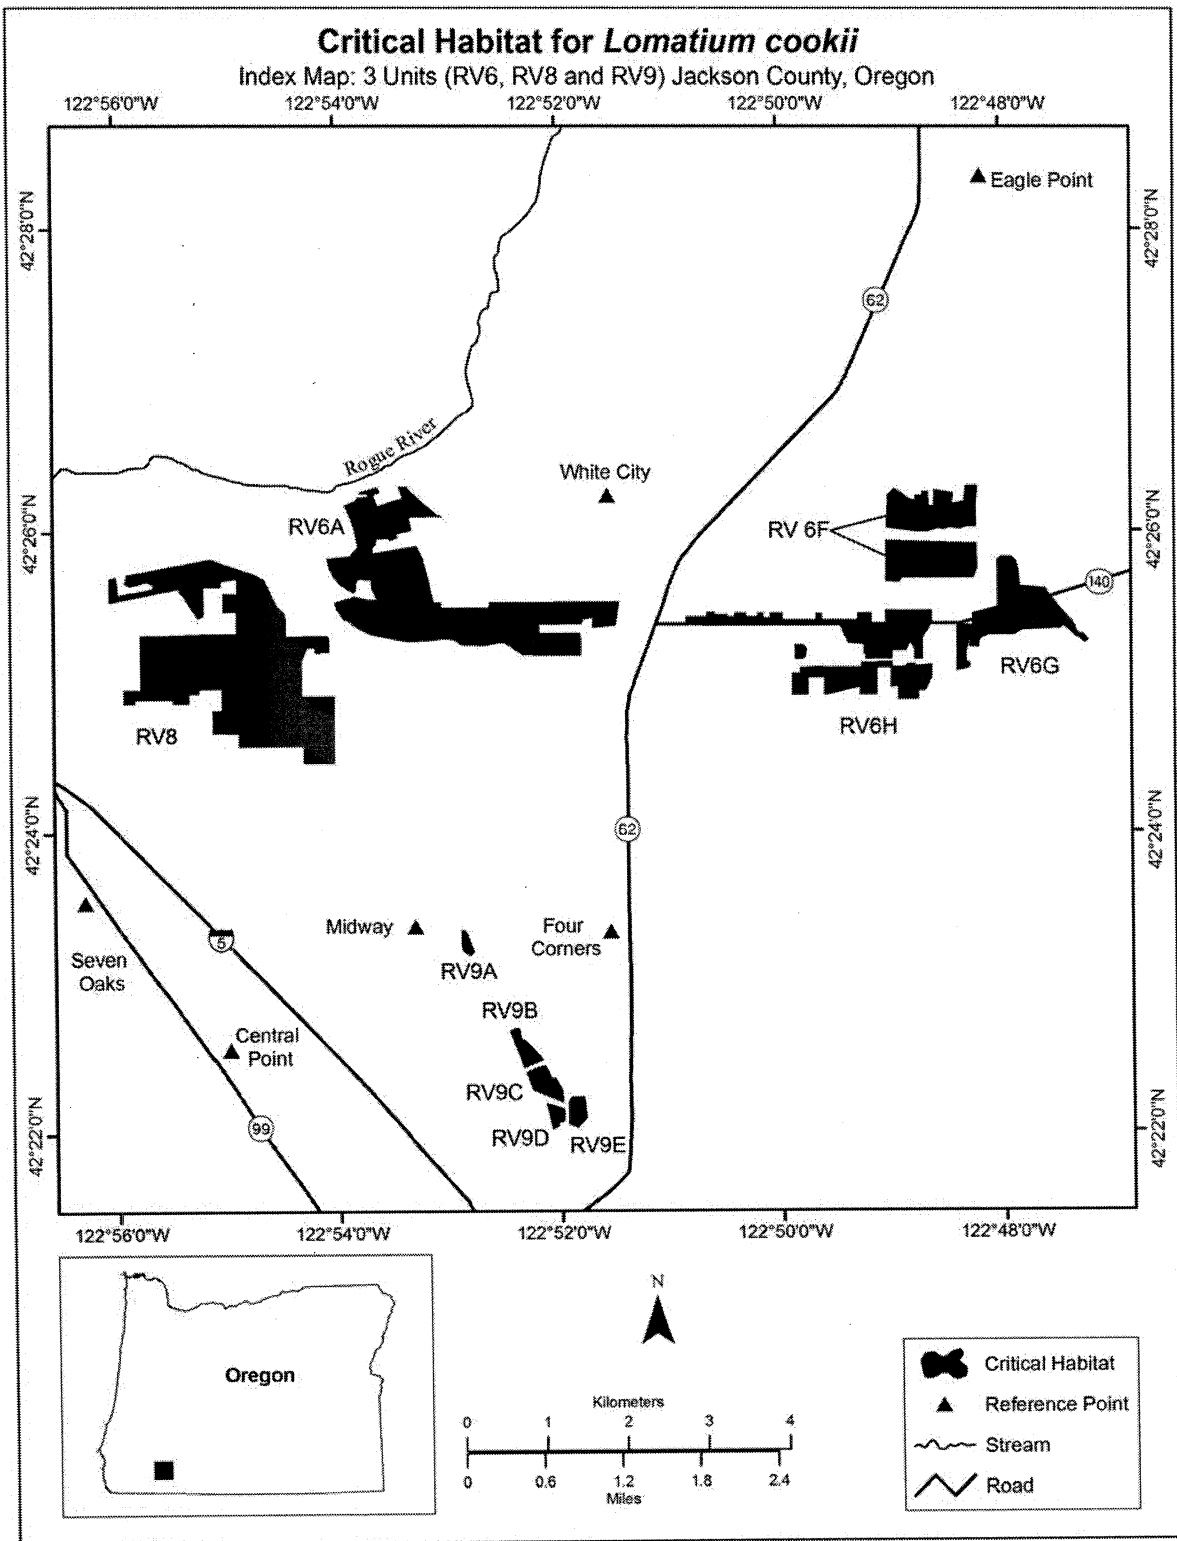 Critical Habitat for Lomatium cookii
Index Map: 3 Units (RV6, RV8 and RV9) Jackson County, Oregon
122°56'0"W
122°54'0"W
122°52'0"W
122°50'0"W
122°48'0"W
42°28'0"N
42°28'0"N
Eagle Point
62
Rogue River
White City
RV6A
RV 6F
42°26'0"N
42°26'0"N
140
RV6G
RV8
RV6H
42°24'0"N
42°24'0"N
62
Midway
Four
Corners
5
Seven
Oaks
RV9A
RV9B
Central
Point
RV9C
99
RV9D
RV9E
42°22'0"N
42°22'0"N
122°56'0"W
122°54'0"W
122°52'0"W
122°50'0"W
122°48'0"W
Oregon
N
Kilometers
0 1 2 3 4
0 0.6 1.2 1.8 2.4
Miles
Critical Habitat
Reference Point
Stream
Road